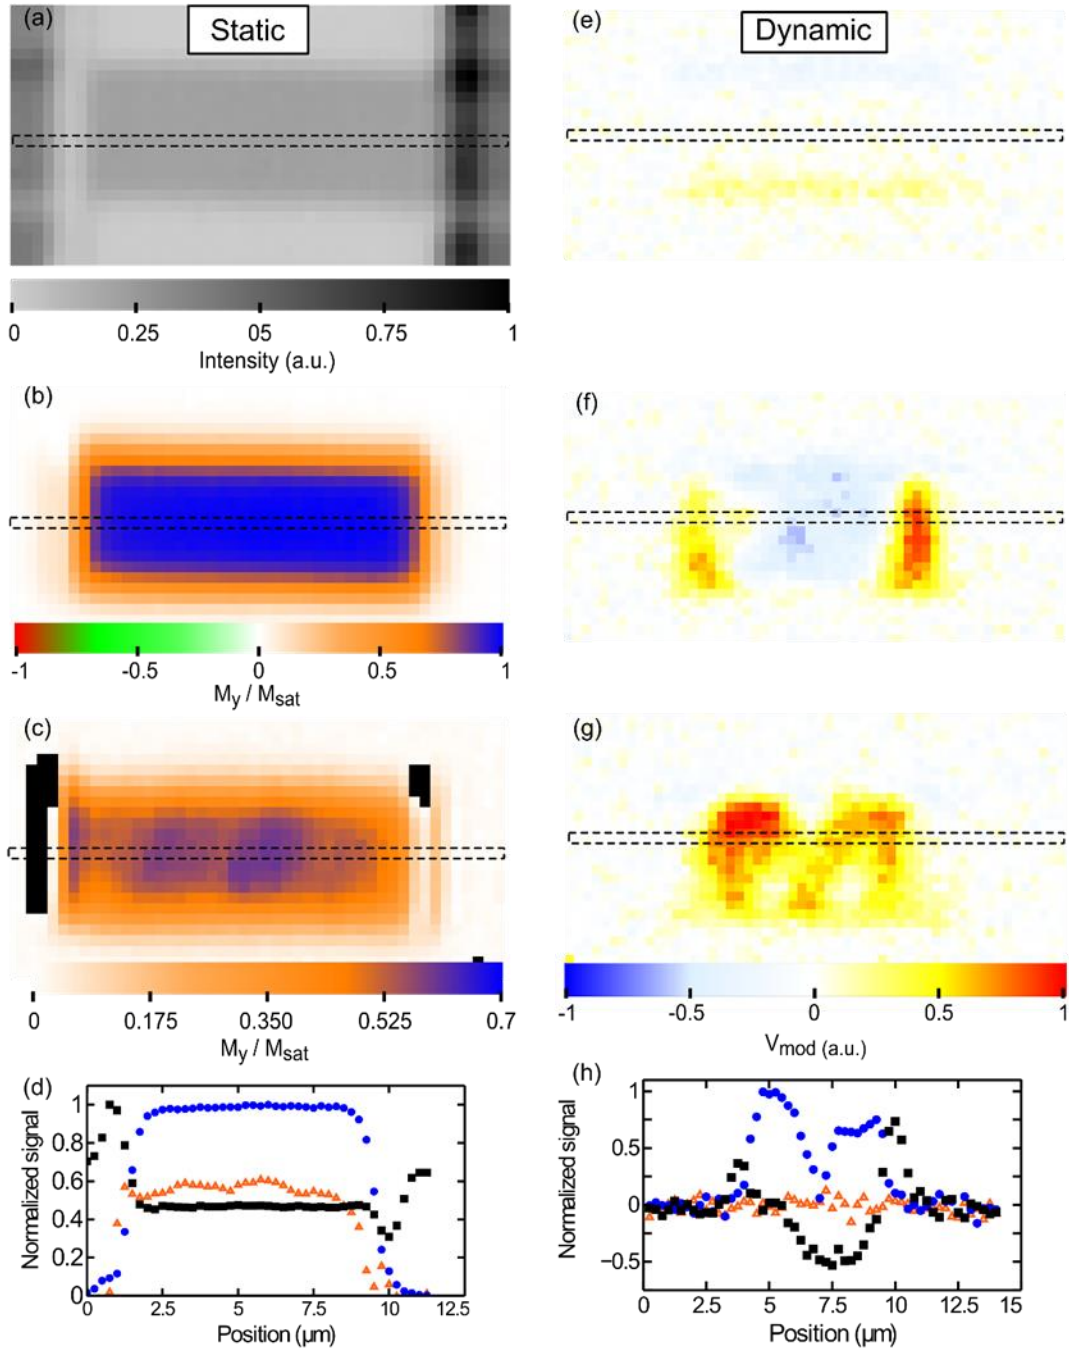 (a)
Static
0 0.25 05 0.75 1
Intensity (a.u.)
(b)
-1 -0.5 0 0.5 1
My / Msat
(c)
0 0.175 0.350 0.525 0.7
My / Msat
(d)
Normalized signal
1
0.8
0.6
0.4
0.2
0
0 2.5 5 7.5 10 12.5
Position (µm)
(e)
Dynamic
(f)
(g)
-1 -0.5 0 0.5 1
Vmod (a.u.)
(h)
Normalized signal
1
0.5
0
−0.5
0 2.5 5 7.5 10 12.5 15
Position (µm)